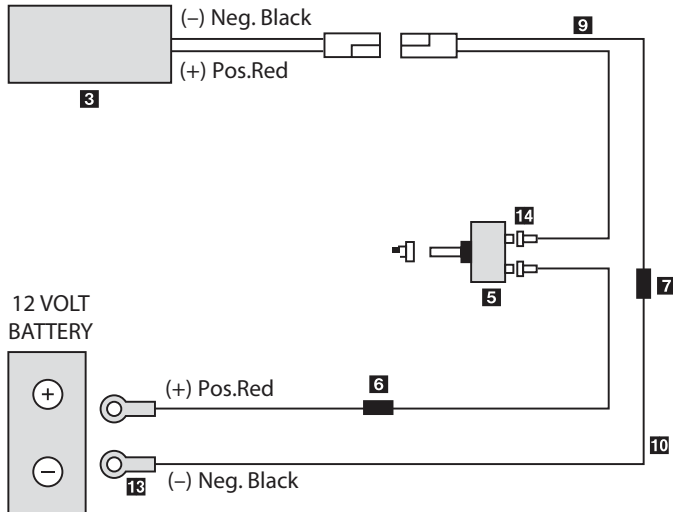 (–) Neg. Black
9
(+) Pos.Red
3
14
5
7
12 VOLT
BATTERY
+
(+) Pos.Red
6
–
10
13
(–) Neg. Black